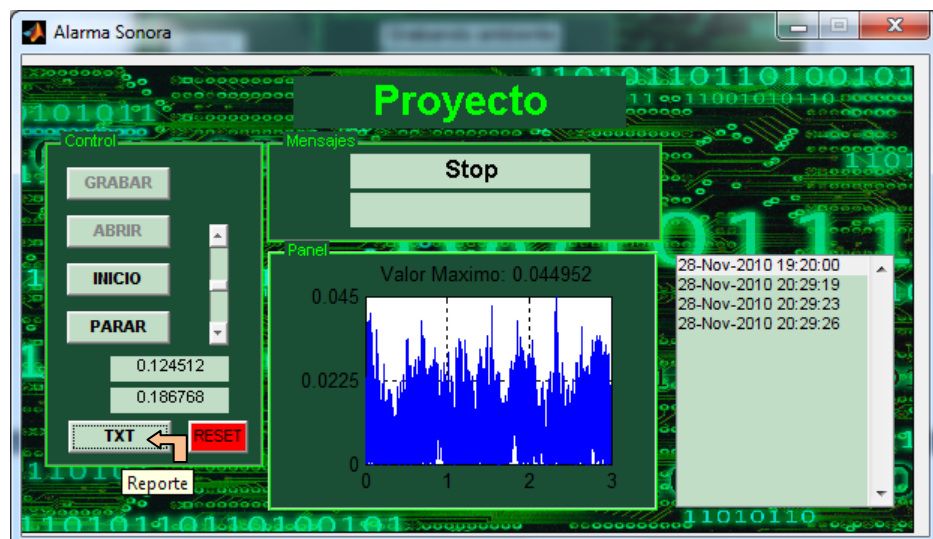 Alarma Sonora
Proyecto
Control
GRABAR
ABRIR
INICIO
PARAR
0.124512
0.186768
TXT
RESET
Reporte
Mensajes
Stop
Panel
Valor Maximo: 0.044952
0.045
0.0225
0
0 1 2 3
28-Nov-2010 19:20:00
28-Nov-2010 20:29:19
28-Nov-2010 20:29:23
28-Nov-2010 20:29:26